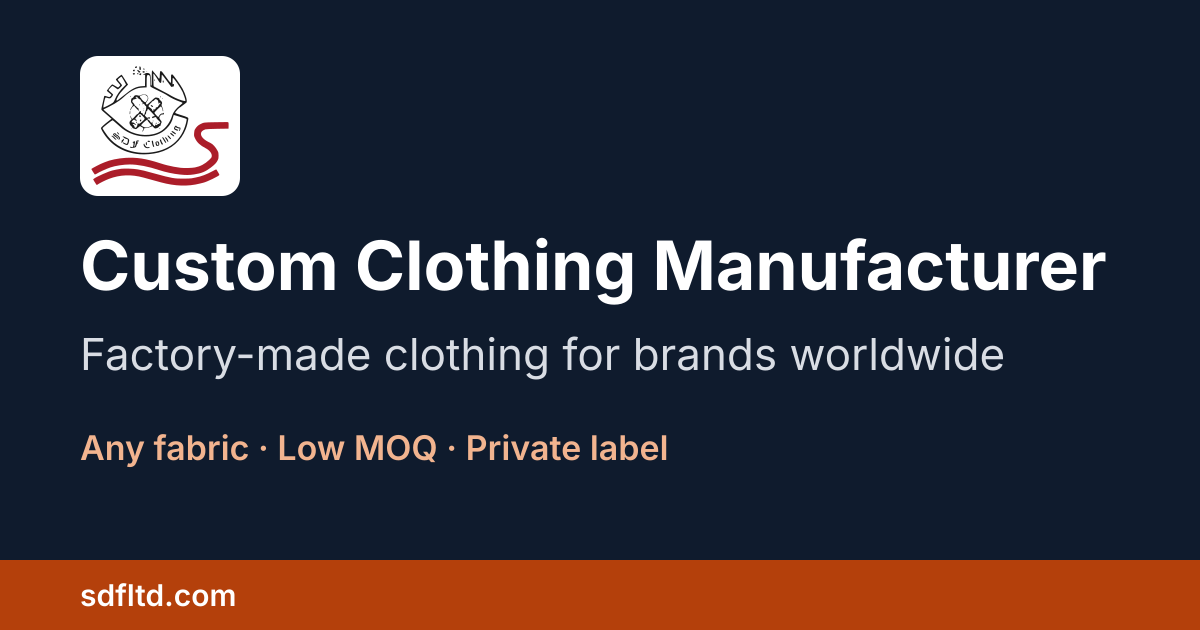 SDF Clothing
Custom Clothing Manufacturer
Factory-made clothing for brands worldwide
Any fabric · Low MOQ · Private label
sdfltd.com